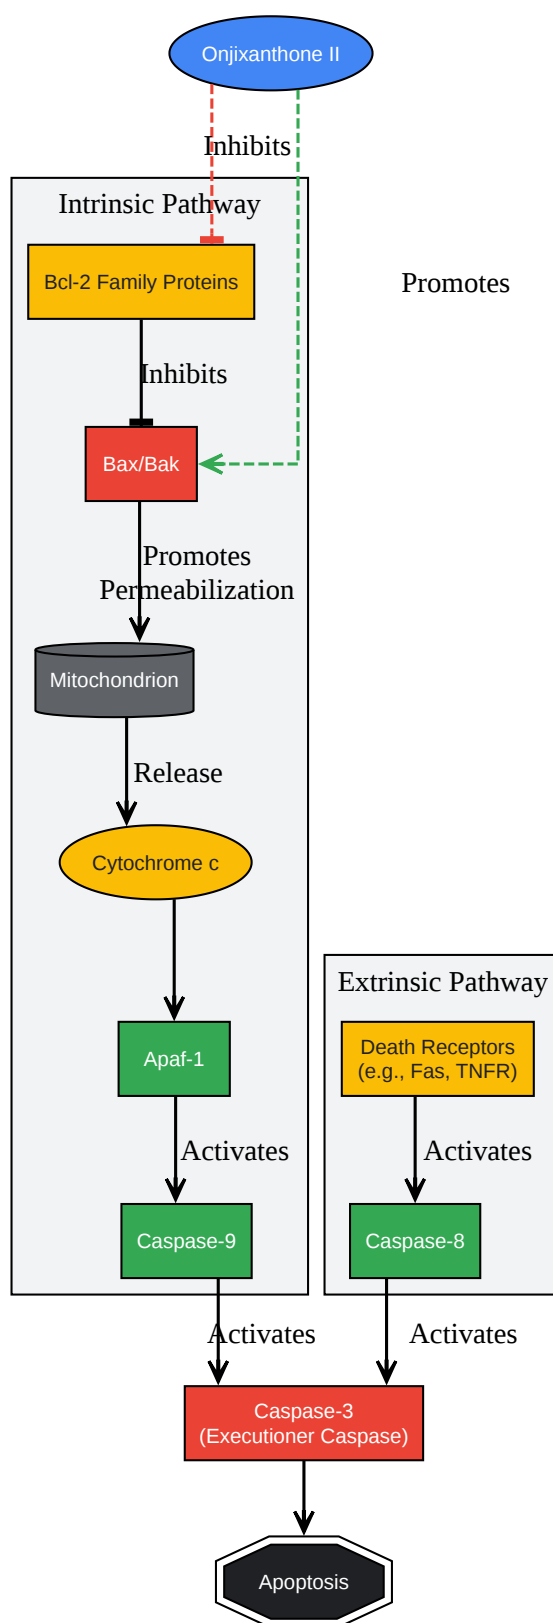 Onjixanthone II
Inhibits
Intrinsic Pathway
Bcl-2 Family Proteins
Promotes
Inhibits
Bax/Bak
Promotes
Permeabilization
Mitochondrion
Release
Cytochrome c
Extrinsic Pathway
Apaf-1
Death Receptors
(e.g., Fas, TNFR)
Activates
Activates
Caspase-9
Caspase-8
Activates
Activates
Caspase-3
(Executioner Caspase)
Apoptosis